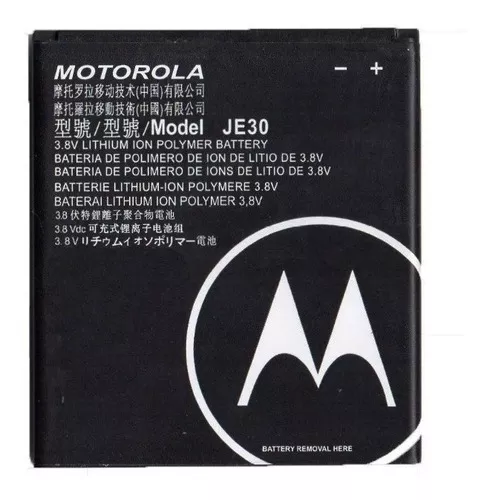 MOTOROLA - +
摩托罗拉移动技术(中国)有限公司
摩托羅拉移動技術(中國)有限公司
型號/型號/Model JE30
3.8V LITHIUM ION POLYMER BATTERY
BATERIA DE POLIMERO DE ION DE LITIO DE 3.8V
BATERIA DE POLIMERO DE IONS DE LITIO DE 3.8V
BATTERIE LITHIUM-ION POLYMERE 3.8V
BATERAI LITHIUM ION POLYMER 3,8V
3.8 伏特鋰離子聚合物電池
3.8 Vdc 可充式锂离子电池组
3.8Vリチウムイオンポリマー電池
BATTERY REMOVAL HERE